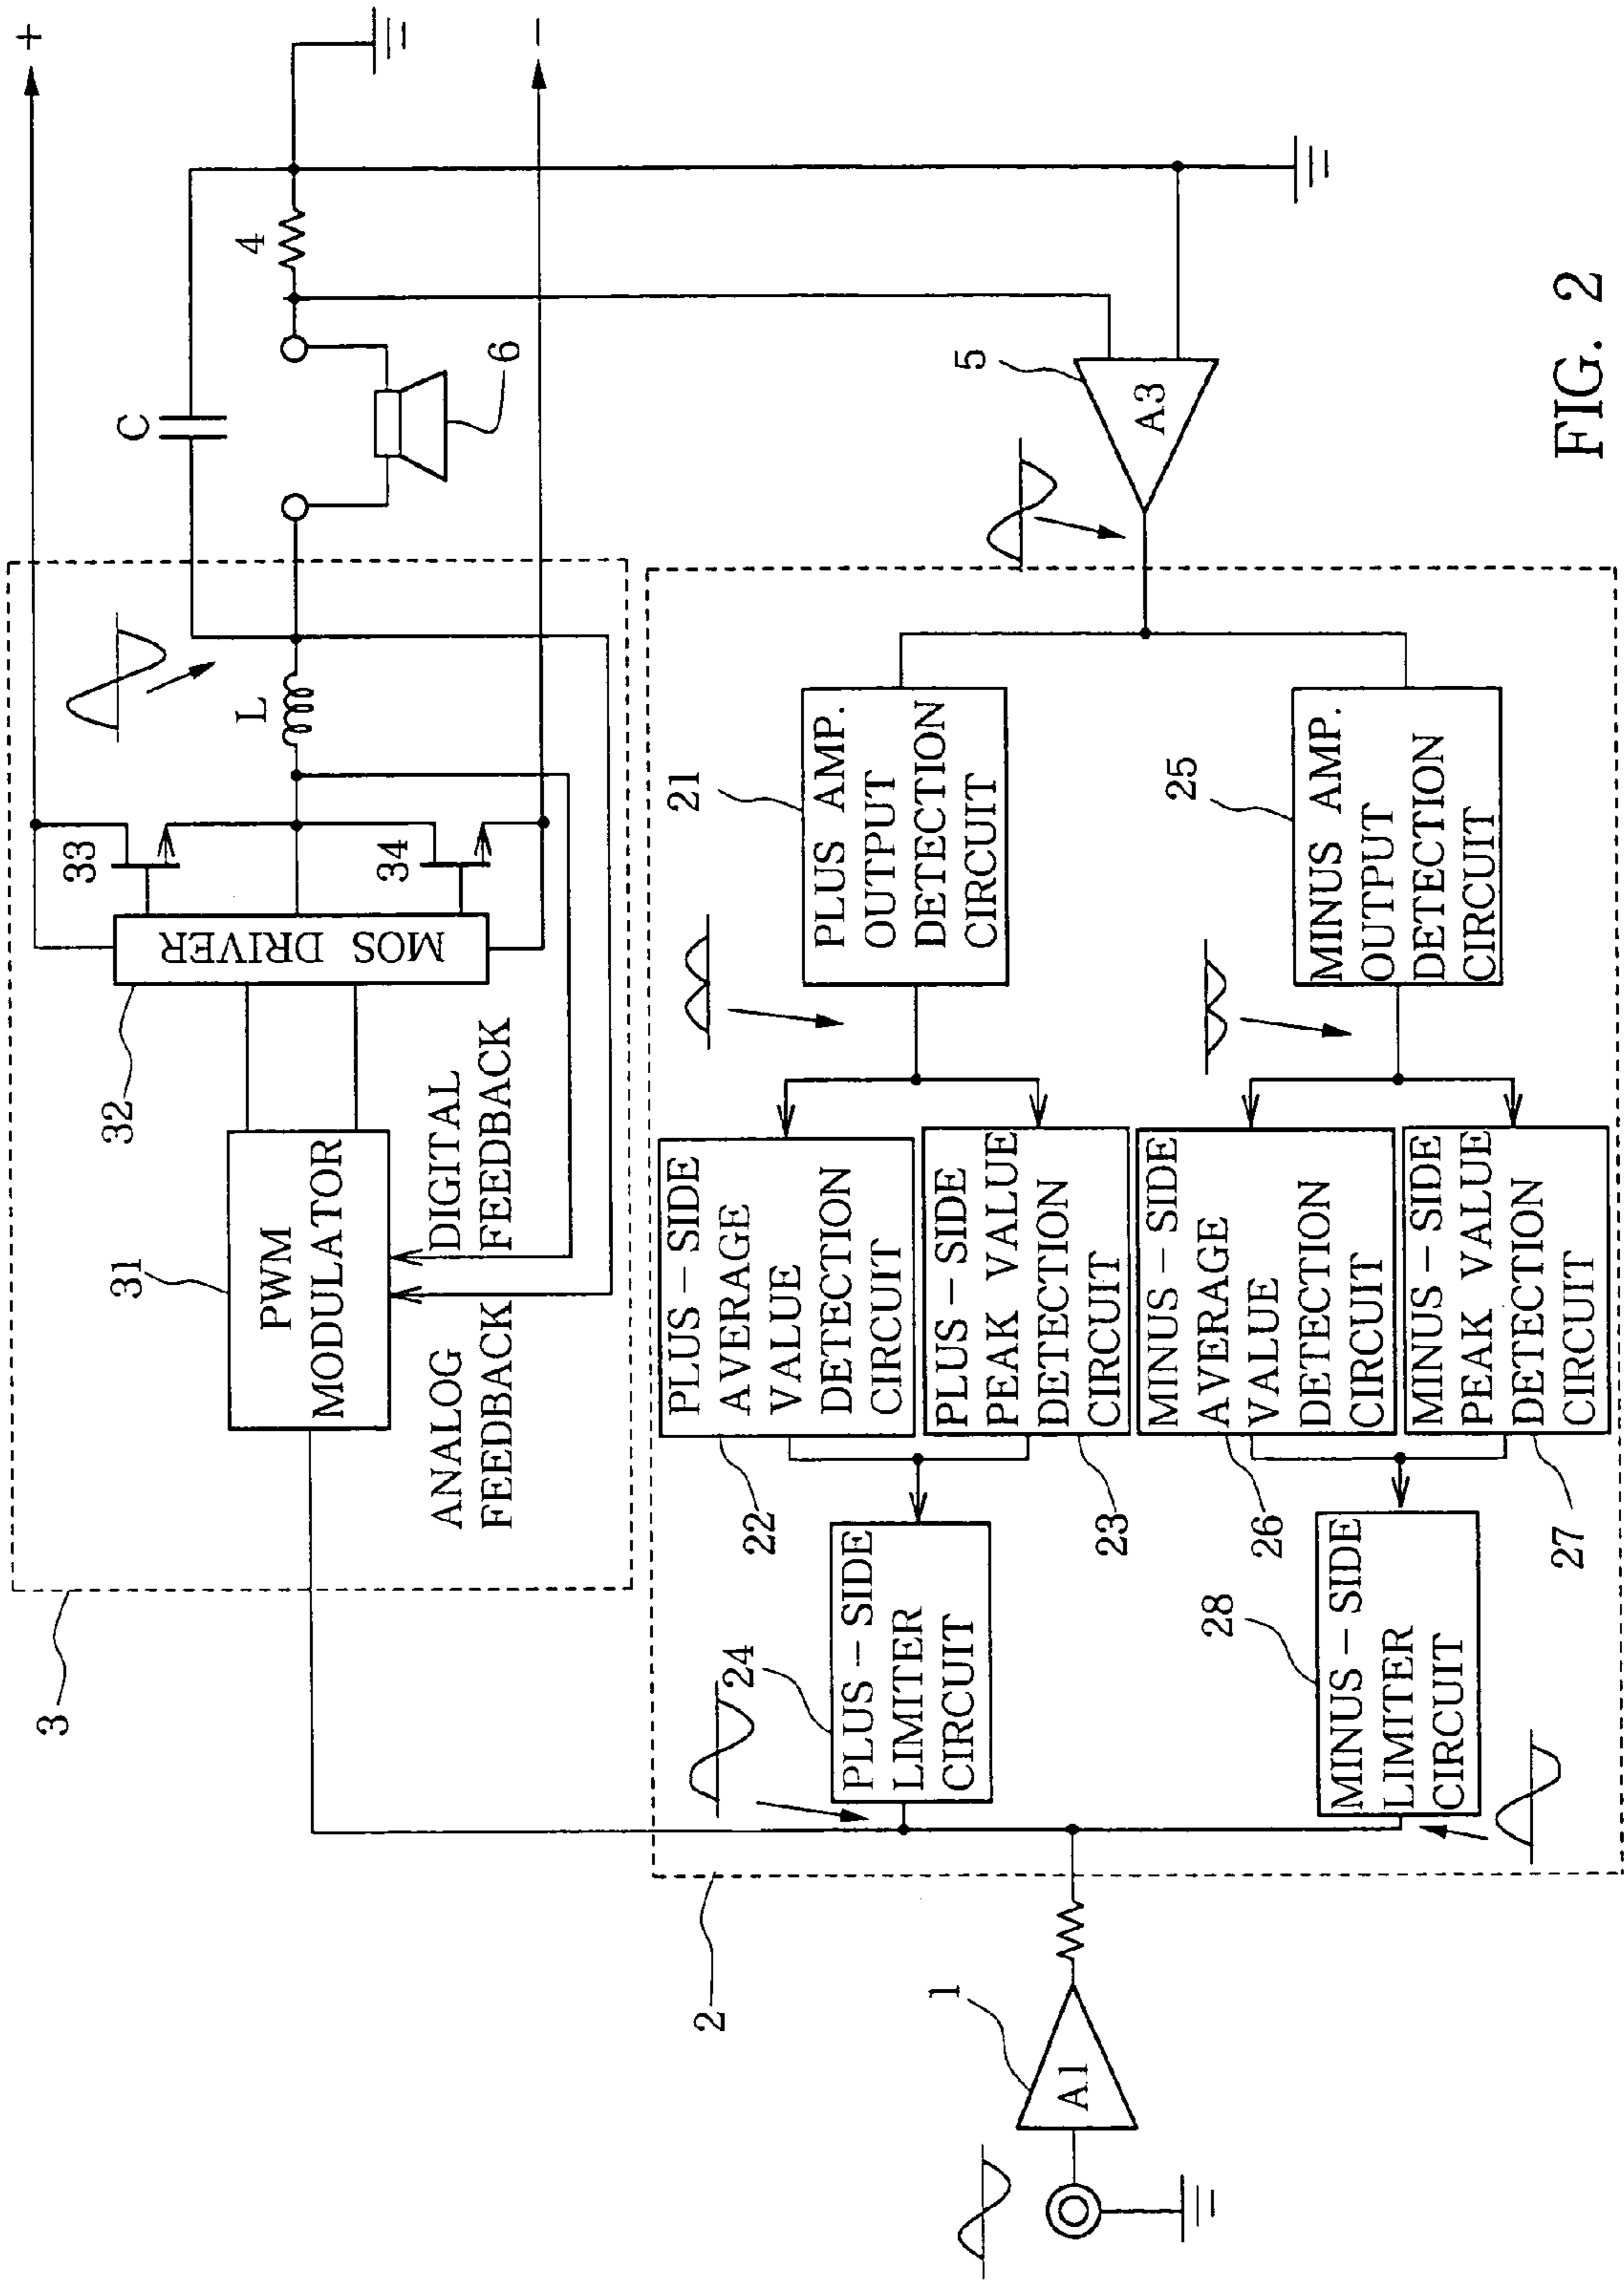 +
−
3
31
PWM
MODULATOR
32
MOS DRIVER
33
34
L
C
4
6
ANALOG
FEEDBACK
DIGITAL
FEEDBACK
2
1
A1
24
PLUS-SIDE
LIMITER
CIRCUIT
22
PLUS-SIDE
AVERAGE
VALUE
DETECTION
CIRCUIT
23
PLUS-SIDE
PEAK VALUE
DETECTION
CIRCUIT
21
PLUS AMP.
OUTPUT
DETECTION
CIRCUIT
28
MINUS-SIDE
LIMITER
CIRCUIT
26
MINUS-SIDE
AVERAGE
VALUE
DETECTION
CIRCUIT
27
MINUS-SIDE
PEAK VALUE
DETECTION
CIRCUIT
25
MINUS AMP.
OUTPUT
DETECTION
CIRCUIT
5
A3
FIG. 2